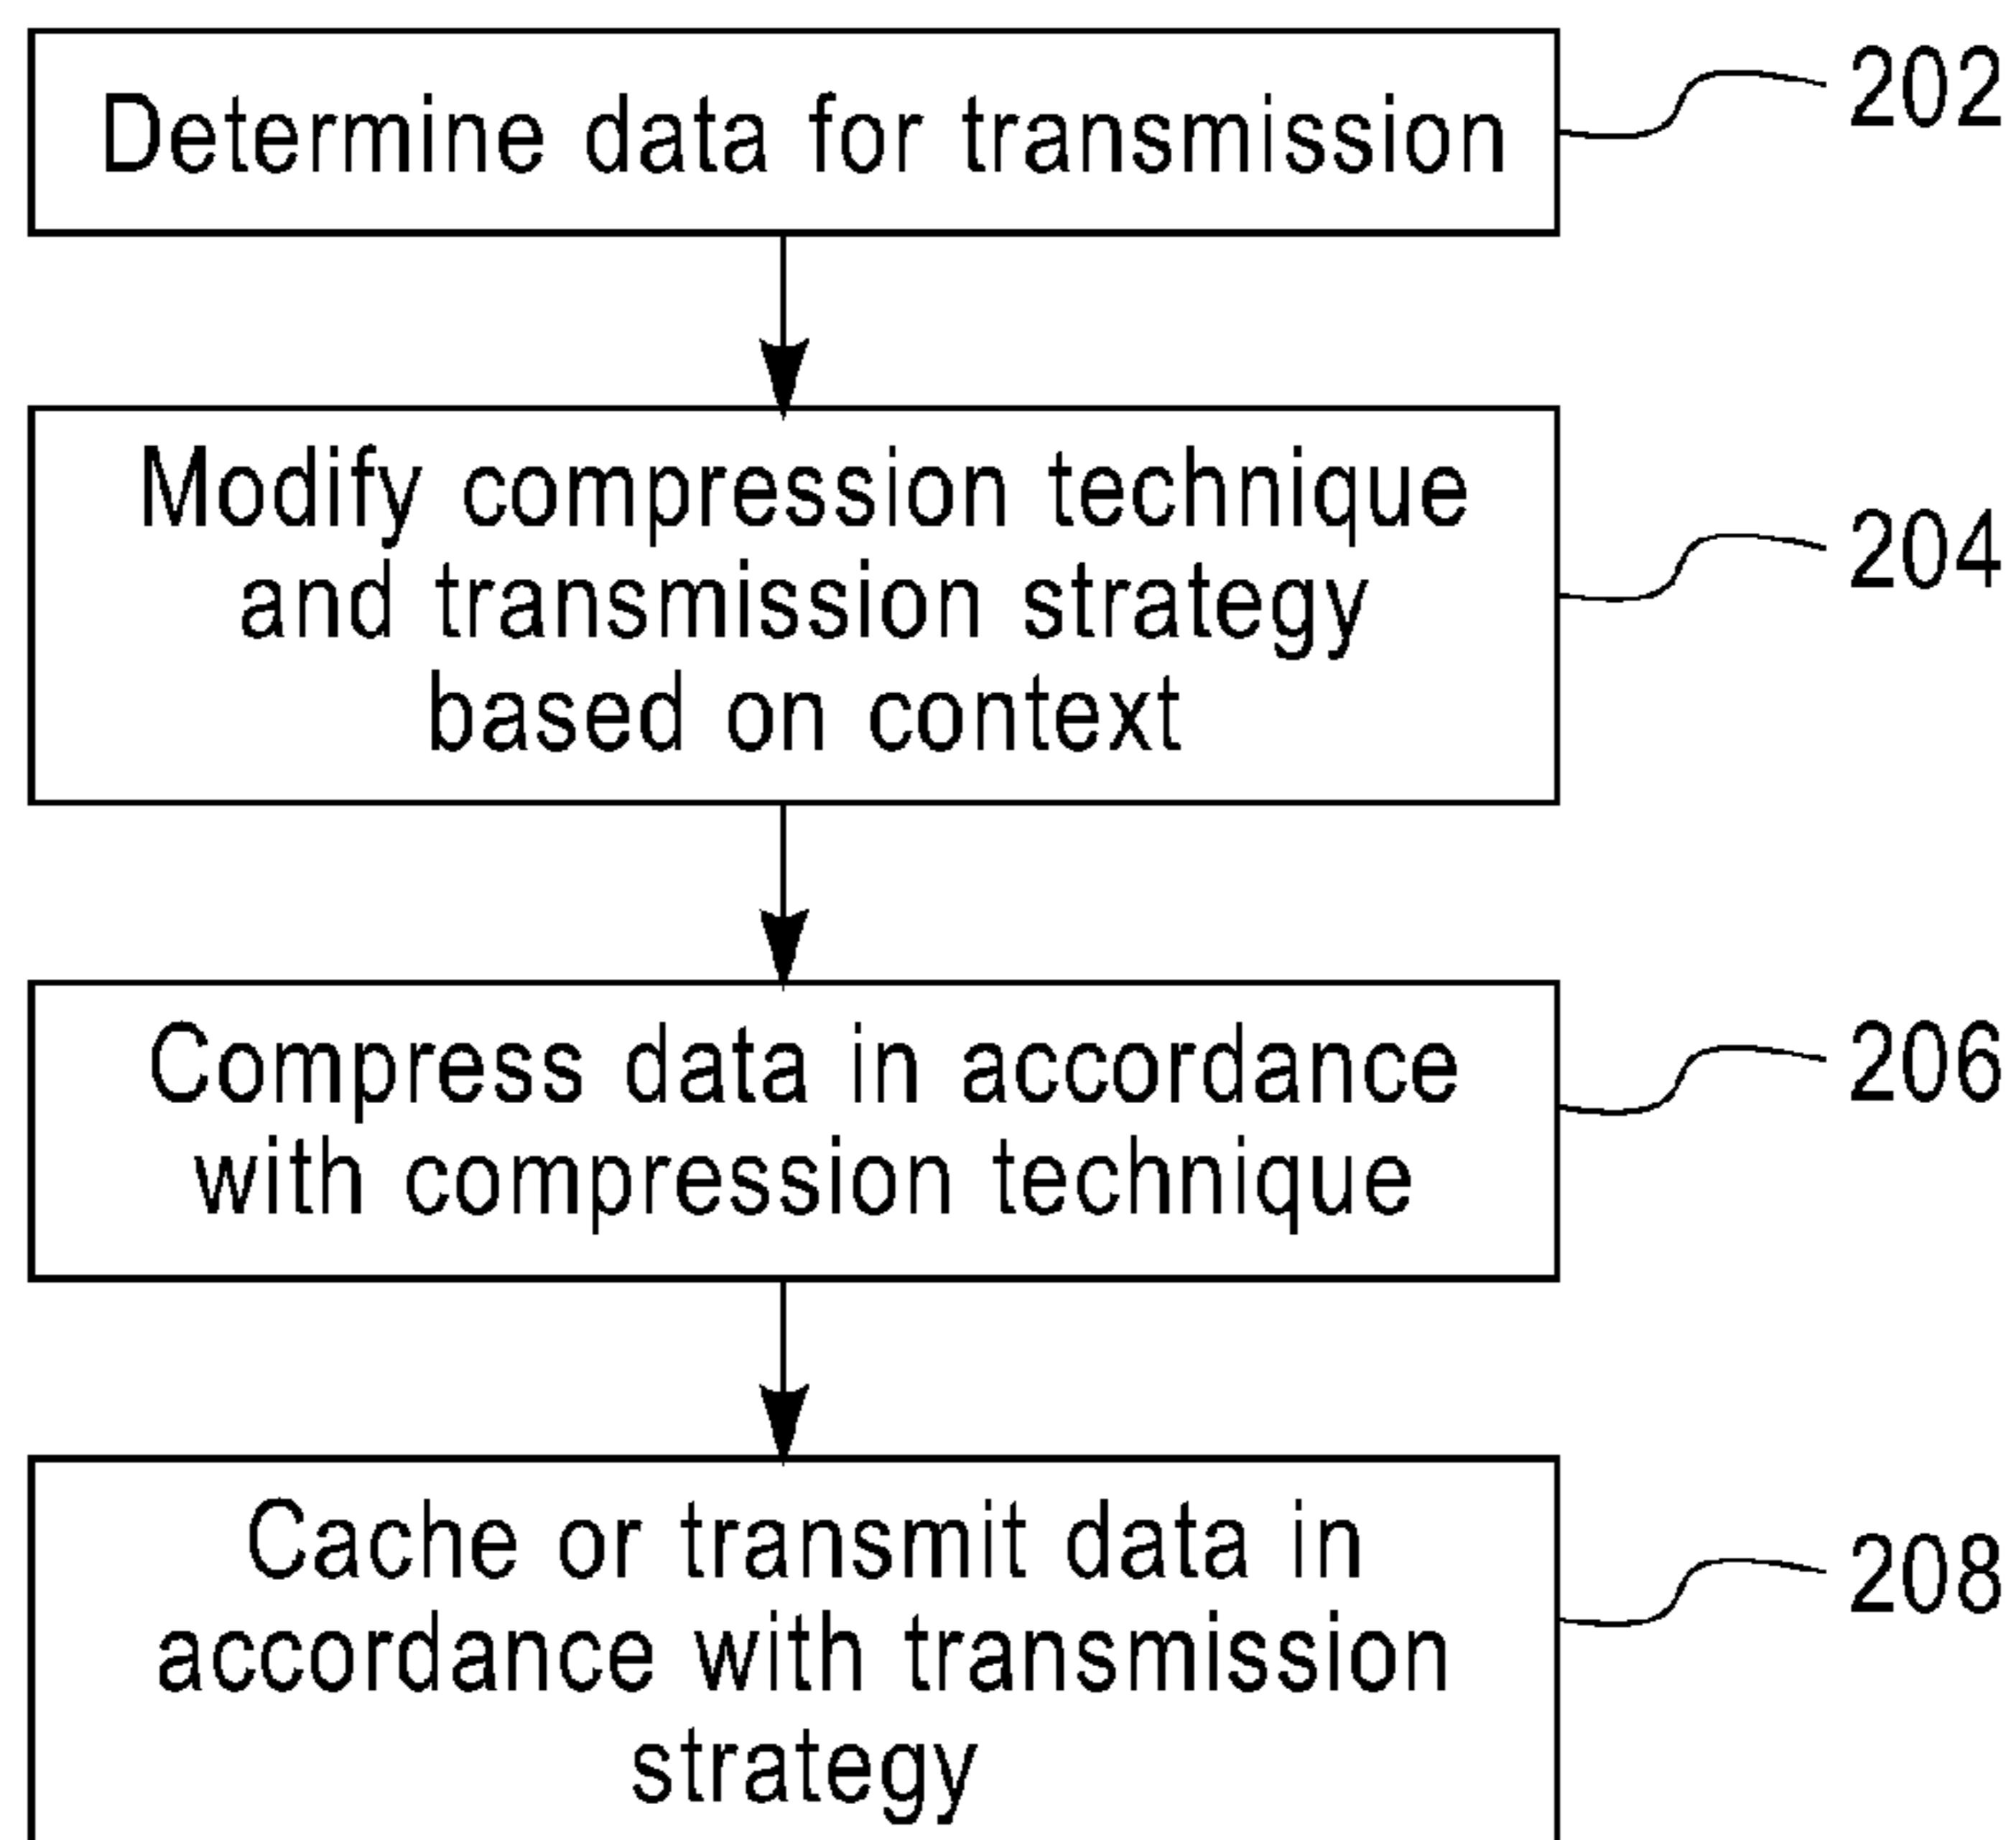 Determine data for transmission
202
Modify compression technique
and transmission strategy
based on context
204
Compress data in accordance
with compression technique
206
Cache or transmit data in
accordance with transmission
strategy
208